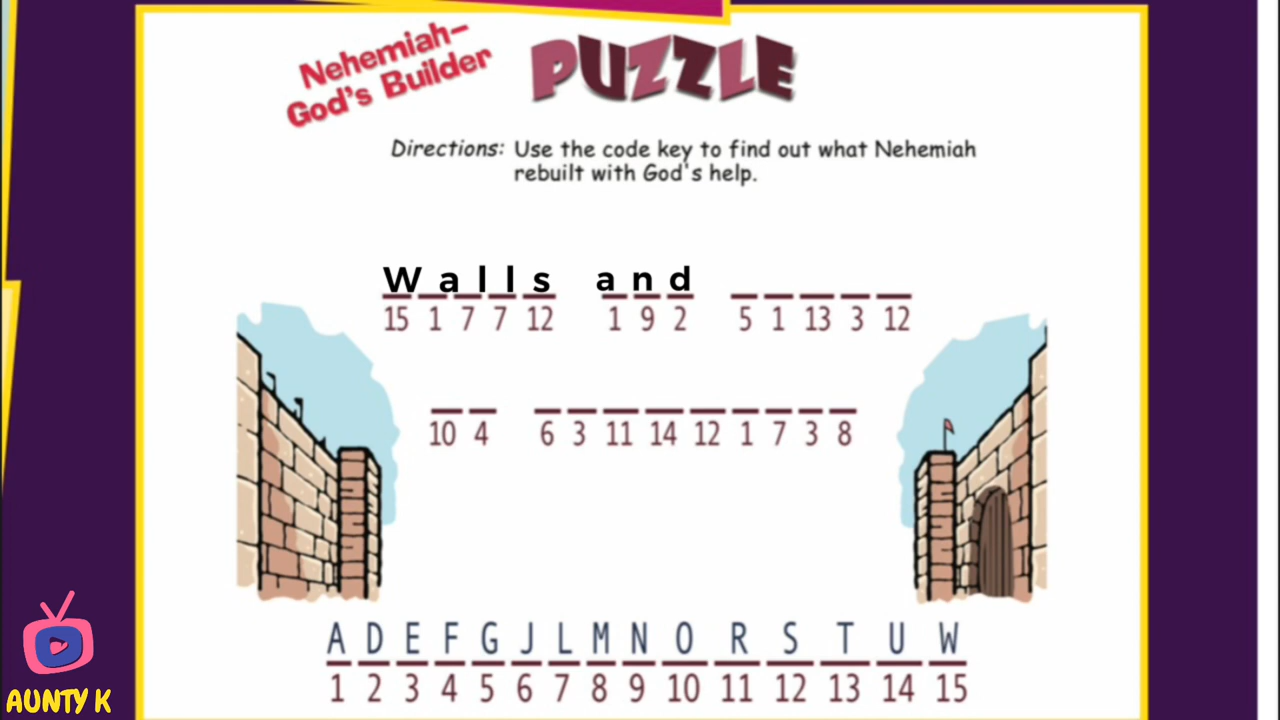 Nehemiah–
God's Builder
PUZZLE
Directions: Use the code key to find out what Nehemiah
rebuilt with God's help.
Walls and
15 1 7 7 12 1 9 2 5 1 13 3 12
10 4 6 3 11 14 12 1 7 3 8
A D E F G J L M N O R S T U W
1 2 3 4 5 6 7 8 9 10 11 12 13 14 15
AUNTY K